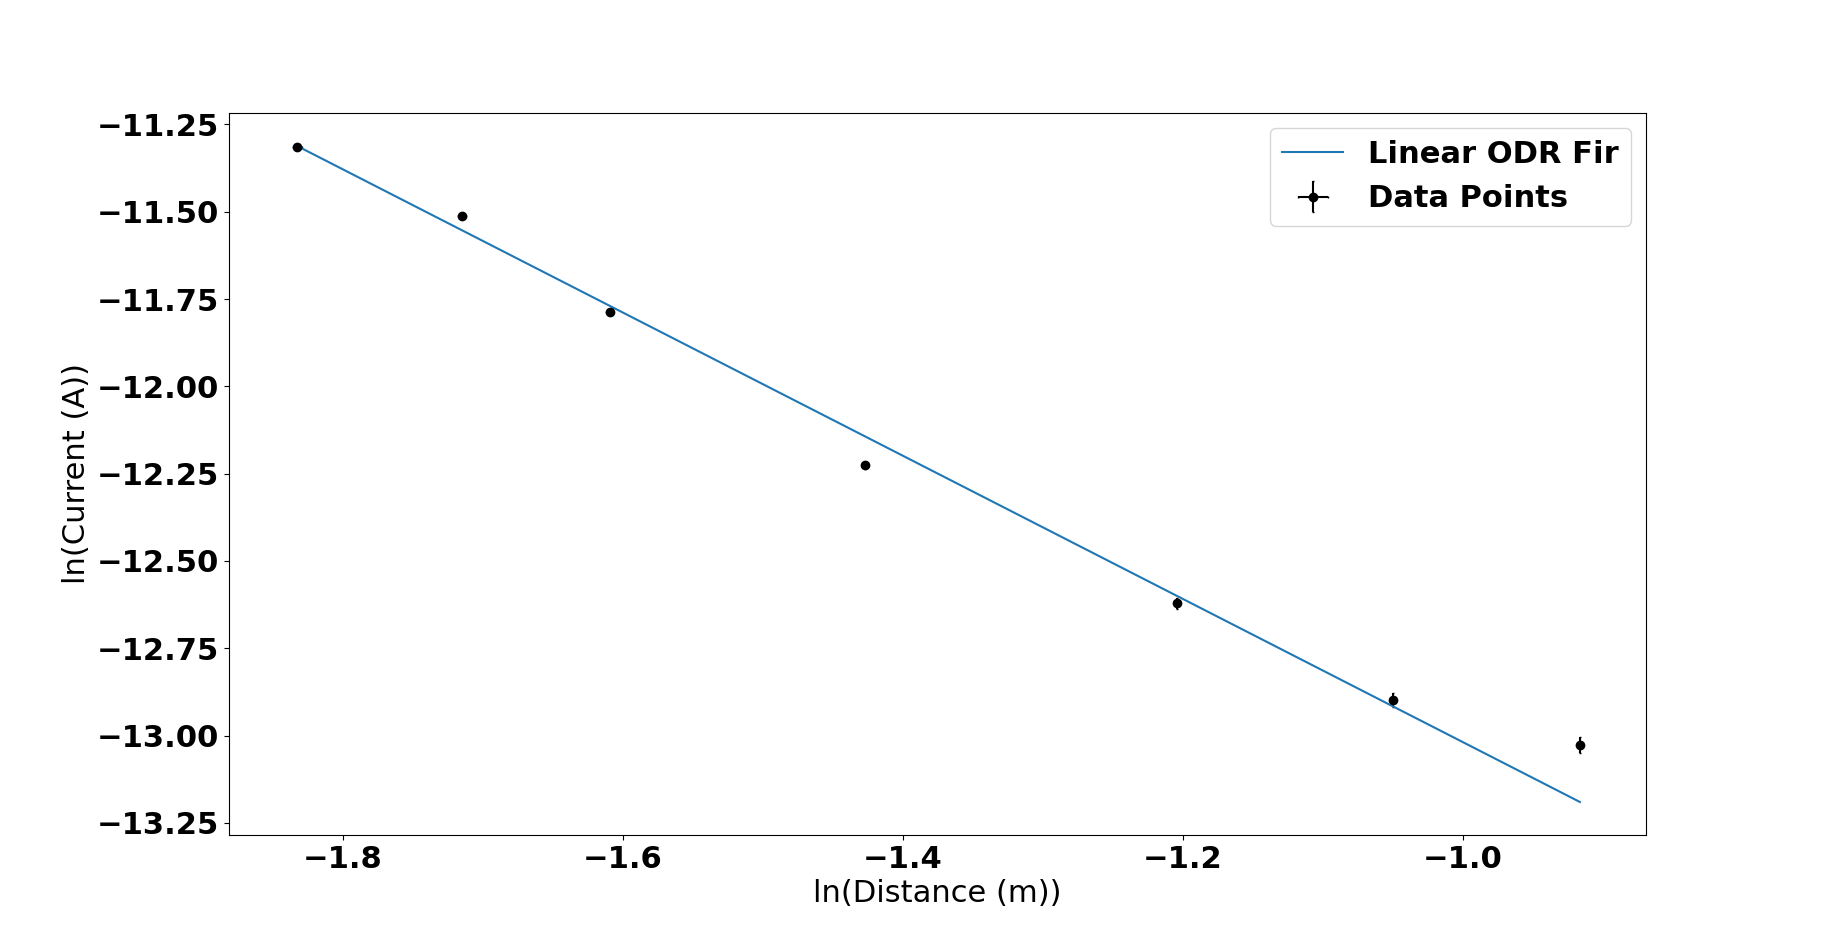 −11.25
−11.50
−11.75
−12.00
−12.25
−12.50
−12.75
−13.00
−13.25
ln(Current (A))
Linear ODR Fir
Data Points
−1.8 −1.6 −1.4 −1.2 −1.0
ln(Distance (m))